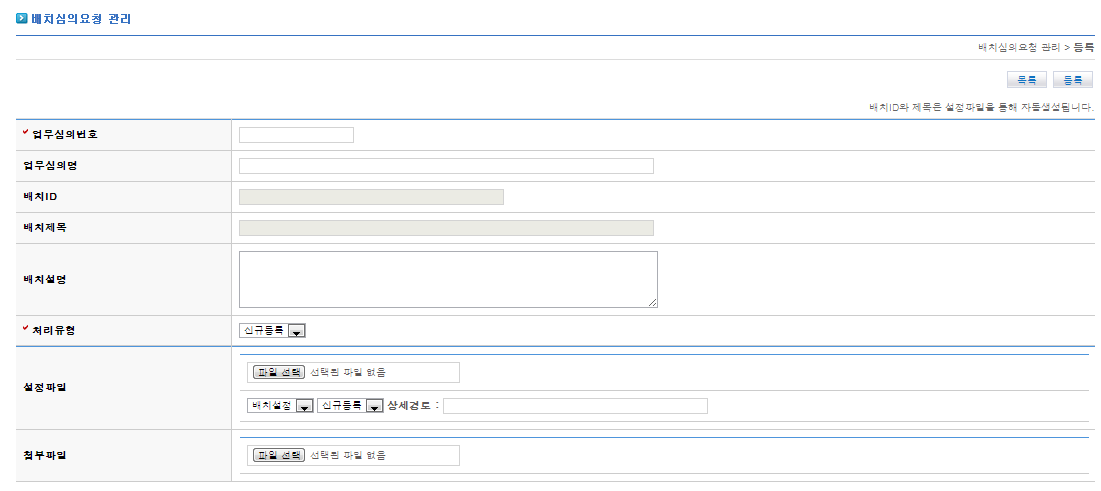 배치심의요청 관리
배치심의요청 관리 > 등록
목록 등록
배치ID와 제목은 설정파일을 통해 자동생성됩니다.
업무심의번호
업무심의명
배치ID
배치제목
배치설명
처리유형 신규등록
설정파일
파일 선택 선택된 파일 없음
배치설정 신규등록 상세경로 :
첨부파일
파일 선택 선택된 파일 없음